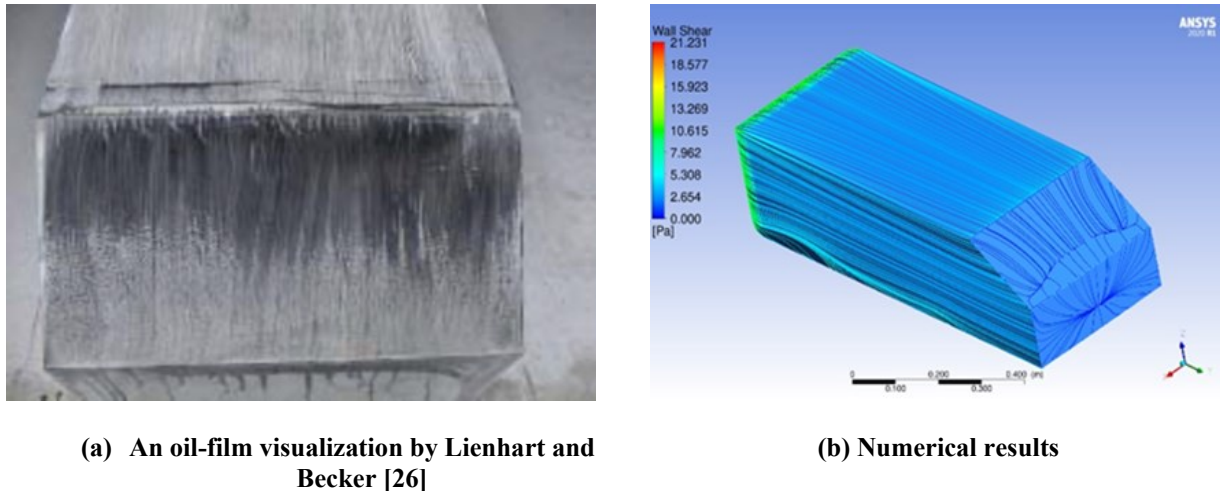 Wall Shear
21.231
18.577
15.923
13.269
10.615
7.962
5.308
2.654
0.000
[Pa]
ANSYS
2020 R1
0 0.200 0.400 (m)
0.100 0.300
Z
Y
(a) An oil-film visualization by Lienhart and
Becker [26]
(b) Numerical results